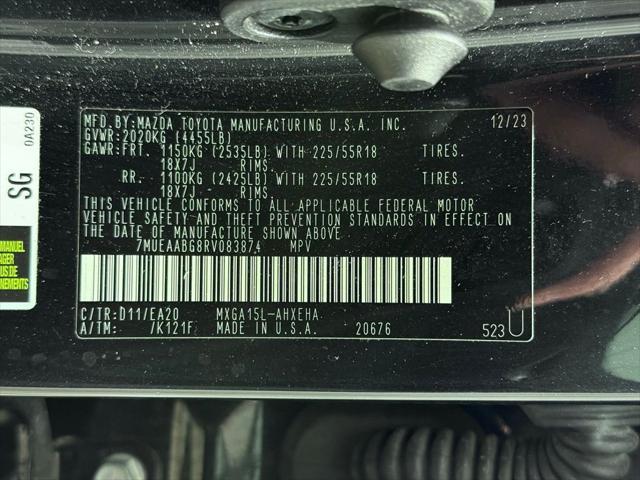 MFD.BY:MAZDA TOYOTA MANUFACTURING U.S.A. INC. 12/23
GVWR:2020KG (4455LB)
GAWR:FRT. 1150KG (2535LB) WITH 225/55R18 TIRES.
18X7J RIMS.
RR. 1100KG (2425LB) WITH 225/55R18 TIRES.
18X7J RIMS.
THIS VEHICLE CONFORMS TO ALL APPLICABLE FEDERAL MOTOR
VEHICLE SAFETY AND THEFT PREVENTION STANDARDS IN EFFECT ON
THE DATE OF MANUFACTURE SHOWN ABOVE.
7MUEAABG8RV083874 MPV
C/TR:D11/EA20 MXGA15L-AHXEHA
A/TM: /K121F MADE IN U.S.A. 20676 523U
SG
0A230
MANUEL